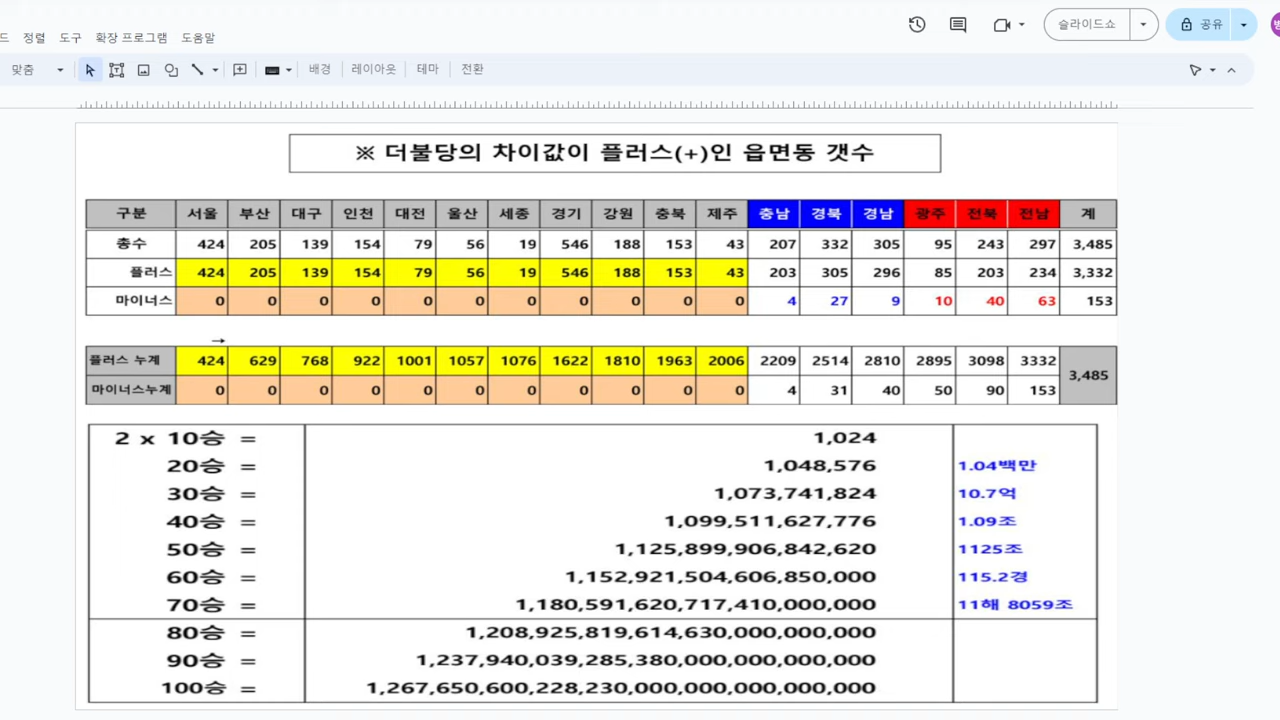 슬라이드쇼
공유
드 정렬 도구 확장 프로그램 도움말
맞춤 배경 레이아웃 테마 전환
※ 더불당의 차이값이 플러스(+)인 읍면동 갯수
구분 서울 부산 대구 인천 대전 울산 세종 경기 강원 충북 제주 충남 경북 경남 광주 전북 전남 계
총수 424 205 139 154 79 56 19 546 188 153 43 207 332 305 95 243 297 3,485
플러스 424 205 139 154 79 56 19 546 188 153 43 203 305 296 85 203 234 3,332
마이너스 0 0 0 0 0 0 0 0 0 0 0 4 27 9 10 40 63 153
→
플러스 누계 424 629 768 922 1001 1057 1076 1622 1810 1963 2006 2209 2514 2810 2895 3098 3332
3,485
마이너스누계 0 0 0 0 0 0 0 0 0 0 0 4 31 40 50 90 153
2 x 10승 = 1,024
20승 = 1,048,576 1.04백만
30승 = 1,073,741,824 10.7억
40승 = 1,099,511,627,776 1.09조
50승 = 1,125,899,906,842,620 1125조
60승 = 1,152,921,504,606,850,000 115.2경
70승 = 1,180,591,620,717,410,000,000 11해 8059조
80승 = 1,208,925,819,614,630,000,000,000
90승 = 1,237,940,039,285,380,000,000,000,000
100승 = 1,267,650,600,228,230,000,000,000,000,000